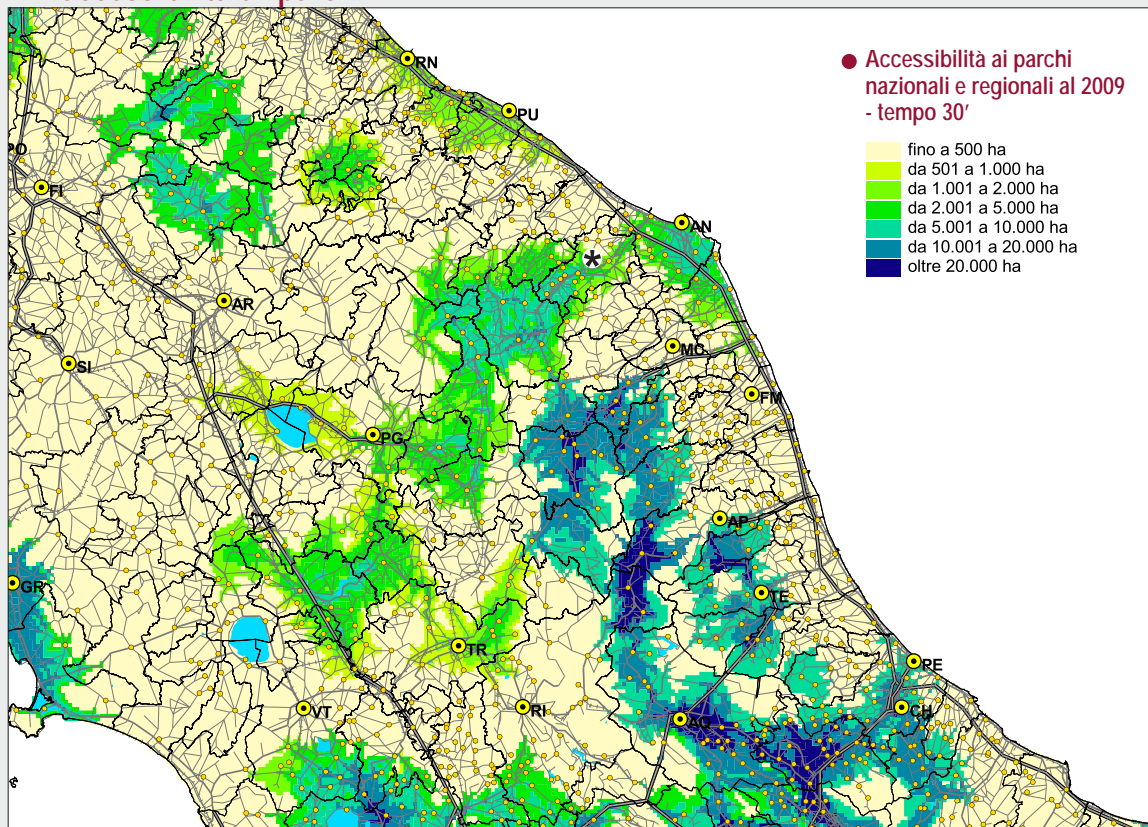 ● Accessibilità ai parchi
nazionali e regionali al 2009
- tempo 30'
fino a 500 ha
da 501 a 1.000 ha
da 1.001 a 2.000 ha
da 2.001 a 5.000 ha
da 5.001 a 10.000 ha
da 10.001 a 20.000 ha
oltre 20.000 ha
RN
PU
PO
FI
AN
*
AR
MC
SI
FM
PG
AP
GR
TE
TR
PE
VT
RI
AQ
CH